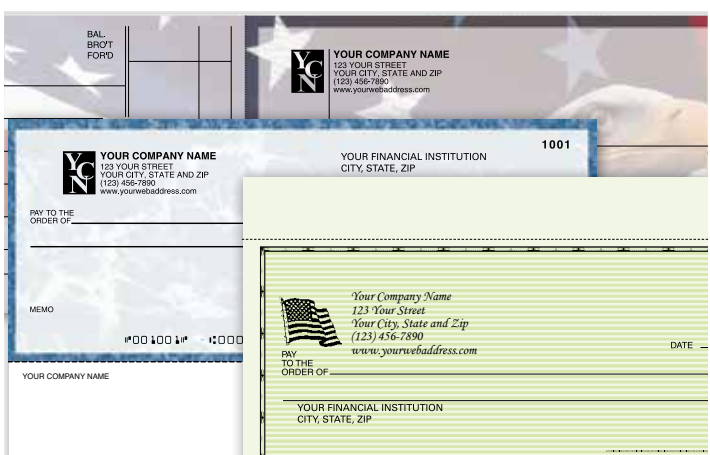 BAL.
BRO'T
FOR'D
YCN
YOUR COMPANY NAME
123 YOUR STREET
YOUR CITY, STATE AND ZIP
(123) 456-7890
www.yourwebaddress.com
1001
YCN
YOUR COMPANY NAME
123 YOUR STREET
YOUR CITY, STATE AND ZIP
(123) 456-7890
www.yourwebaddress.com
YOUR FINANCIAL INSTITUTION
CITY, STATE, ZIP
PAY TO THE
ORDER OF
MEMO
⑈001001⑈ ⑆000
YOUR COMPANY NAME
Your Company Name
123 Your Street
Your City, State and Zip
(123) 456-7890
www.yourwebaddress.com
DATE
PAY
TO THE
ORDER OF
YOUR FINANCIAL INSTITUTION
CITY, STATE, ZIP